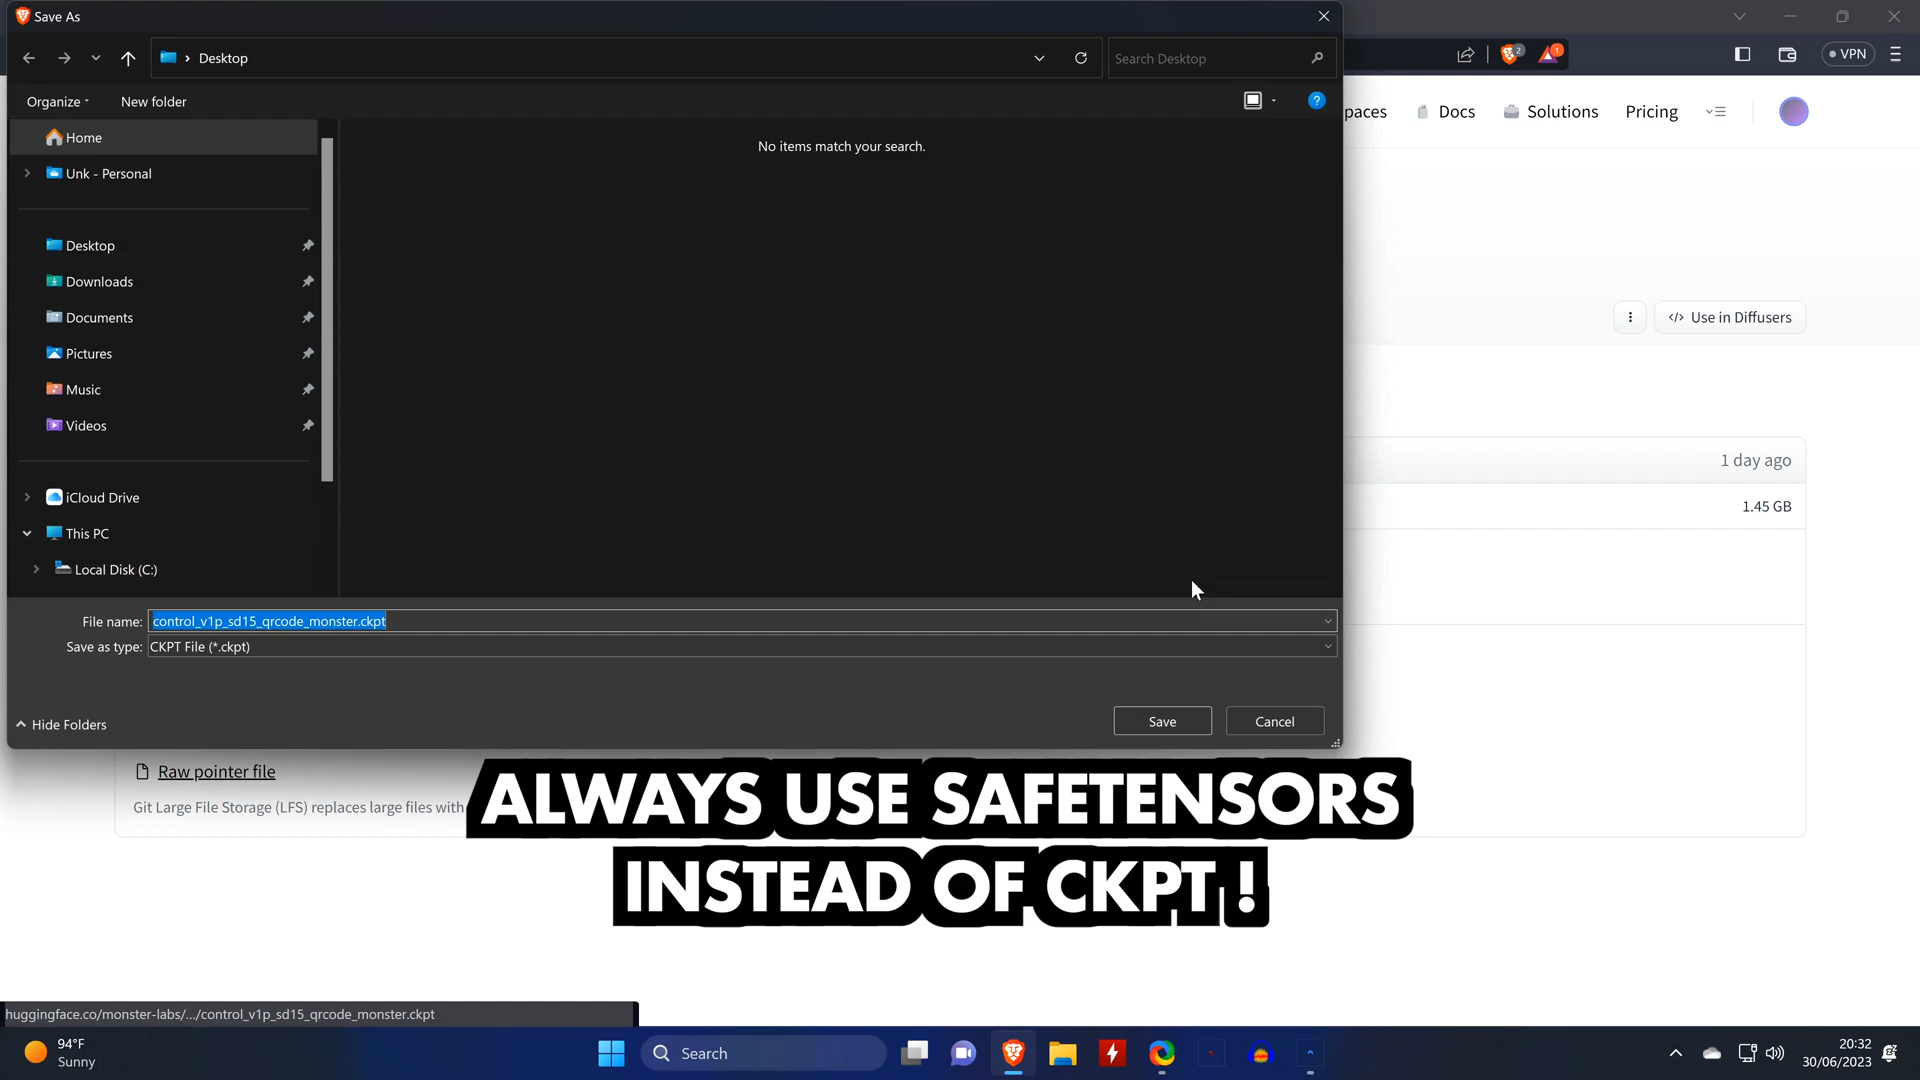 Save As
Desktop
Search Desktop
VPN
2
1
Organize
New folder
?
paces
Docs
Solutions
Pricing
Home
Unk - Personal
Desktop
Downloads
Documents
Pictures
Music
Videos
iCloud Drive
This PC
Local Disk (C:)
No items match your search.
Use in Diffusers
1 day ago
1.45 GB
File name: control_v1p_sd15_qrcode_monster.ckpt
Save as type: CKPT File (*.ckpt)
Hide Folders
Save
Cancel
Raw pointer file
Git Large File Storage (LFS) replaces large files with
ALWAYS USE SAFETENSORS
INSTEAD OF CKPT !
huggingface.co/monster-labs/.../control_v1p_sd15_qrcode_monster.ckpt
94°F
Sunny
Search
20:32
30/06/2023